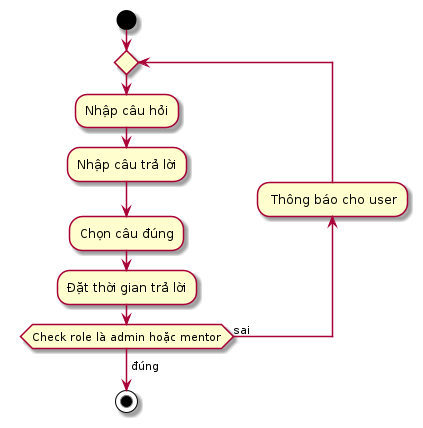 Nhập câu hỏi
Nhập câu trả lời
Chọn câu đúng
Thông báo cho user
Đặt thời gian trả lời
Check role là admin hoặc mentor
sai
đúng